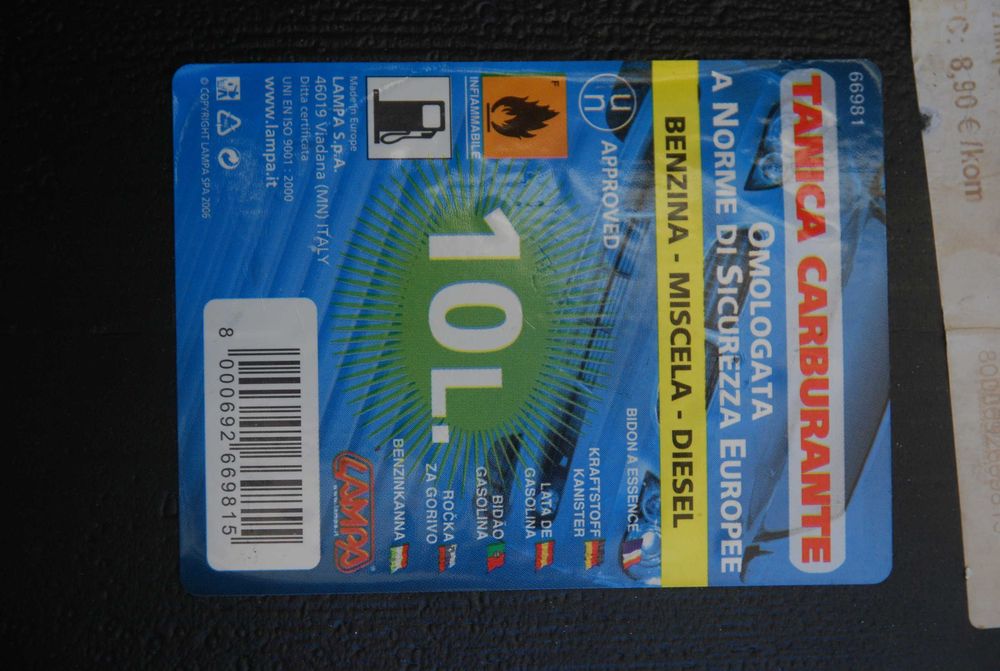 66981
TANICA CARBURANTE
OMOLOGATA
A NORME DI SICUREZZA EUROPEE
BENZINA - MISCELA - DIESEL
un
APPROVED
F
INFIAMMABILE
10L.
BIDON A ESSENCE
KRAFTSTOFF
KANISTER
LATA DE
GASOLINA
BIDÃO
GASOLINA
ROČKA
ZA GORIVO
BENZINKANNA
LAMPA
Made in Europe
LAMPA S.p.A.
46019 Viadana (MN) ITALY
Ditta certificata
UNI EN ISO 9001 : 2000
www.lampa.it
© COPYRIGHT LAMPA SPA 2006
8 000692 669815
8,90 € /kom